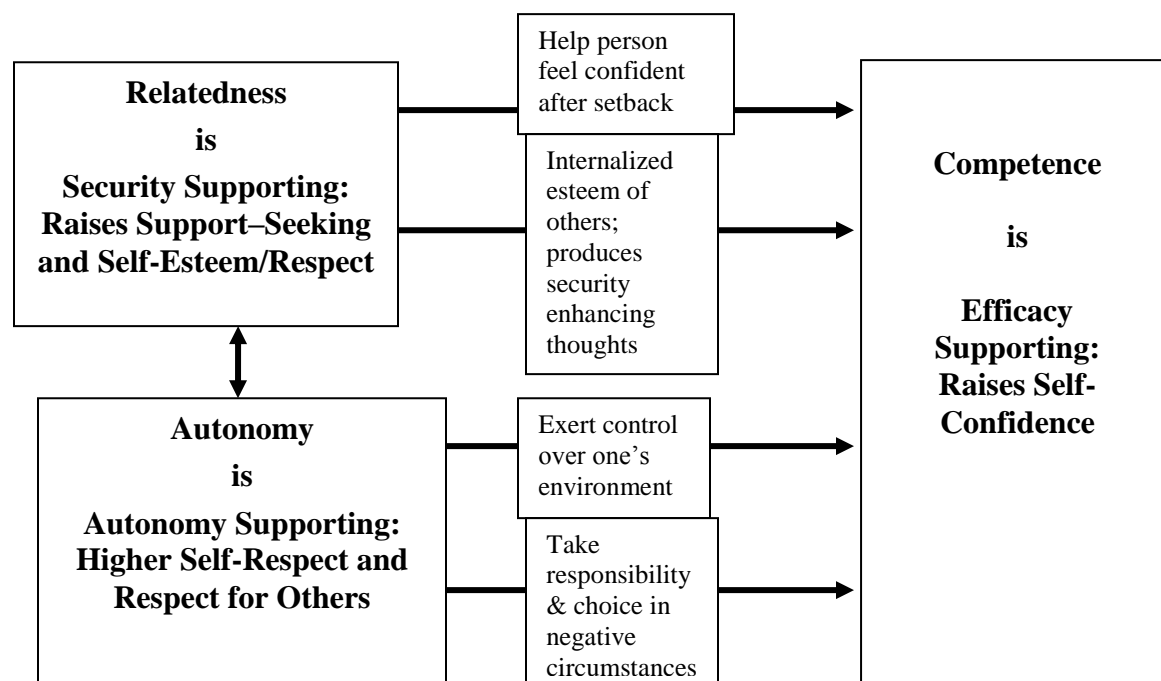 Relatedness
is
Security Supporting:
Raises Support–Seeking
and Self-Esteem/Respect
Help person
feel confident
after setback
Internalized
esteem of
others;
produces
security
enhancing
thoughts
Autonomy
is
Autonomy Supporting:
Higher Self-Respect and
Respect for Others
Exert control
over one’s
environment
Take
responsibility
& choice in
negative
circumstances
Competence
is
Efficacy
Supporting:
Raises Self-
Confidence